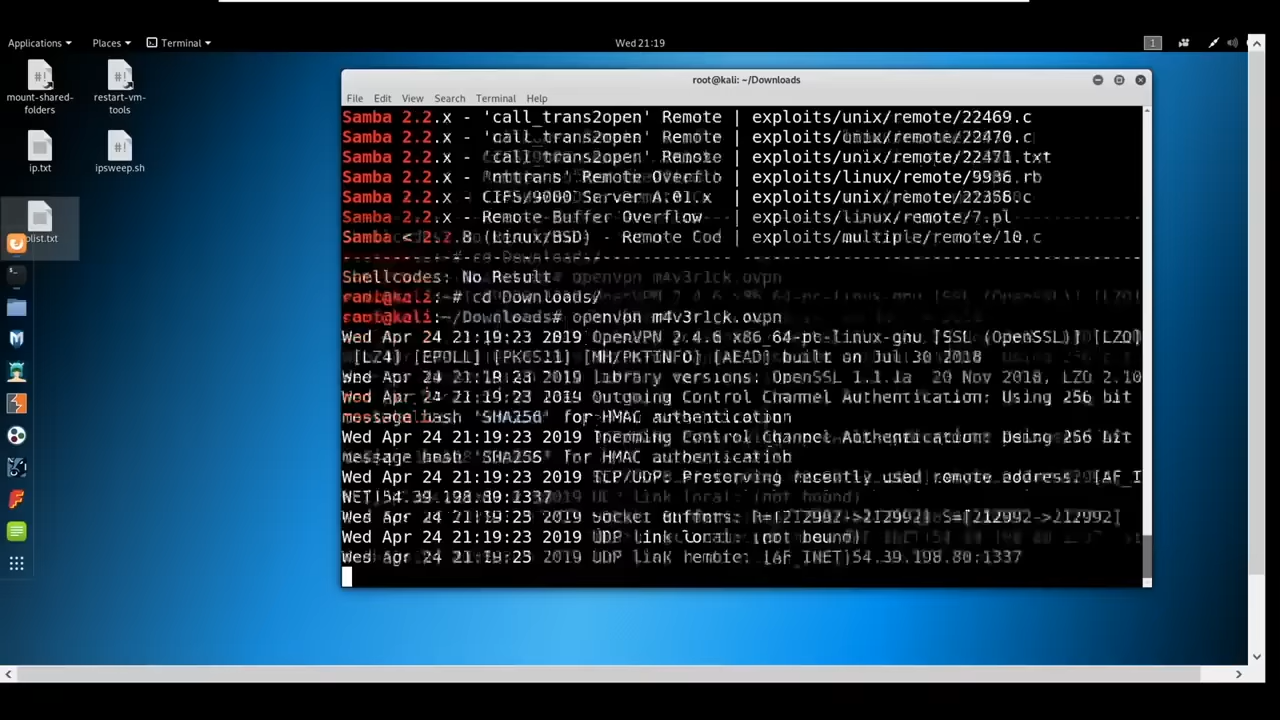 Applications
Places
Terminal
Wed 21:19
1
mount-shared-folders
restart-vm-tools
ip.txt
ipsweep.sh
plist.txt
root@kali: ~/Downloads
File Edit View Search Terminal Help
Samba 2.2.x - 'call_trans2open' Remote | exploits/unix/remote/22469.c
Samba 2.2.x - 'call_trans2open' Remote | exploits/unix/remote/22470.c
Samba 2.2.x - 'call_trans2open' Remote | exploits/unix/remote/22471.txt
Samba 2.2.x - 'nttrans' Remote Overflo | exploits/linux/remote/9936.rb
Samba 2.2.x - CIFS/9000 Server A.01.x | exploits/unix/remote/22356.c
Samba 2.2.x - Remote Buffer Overflow | exploits/linux/remote/7.pl
Samba < 2.2.8 (Linux/BSD) - Remote Cod | exploits/multiple/remote/10.c
Shellcodes: No Result
root@kali:~# cd Downloads/
root@kali:~/Downloads# openvpn m4v3r1ck.ovpn
Wed Apr 24 21:19:23 2019 OpenVPN 2.4.6 x86_64-pc-linux-gnu [SSL (OpenSSL)] [LZO]
[LZ4] [EPOLL] [PKCS11] [MH/PKTINFO] [AEAD] built on Jul 30 2018
Wed Apr 24 21:19:23 2019 library versions: OpenSSL 1.1.1a 20 Nov 2018, LZO 2.10
Wed Apr 24 21:19:23 2019 Outgoing Control Channel Authentication: Using 256 bit
message hash 'SHA256' for HMAC authentication
Wed Apr 24 21:19:23 2019 Incoming Control Channel Authentication: Using 256 bit
message hash 'SHA256' for HMAC authentication
Wed Apr 24 21:19:23 2019 TCP/UDP: Preserving recently used remote address: [AF_I
NET]54.39.198.80:1337
Wed Apr 24 21:19:23 2019 Socket Buffers: R=[212992->212992] S=[212992->212992]
Wed Apr 24 21:19:23 2019 UDP link local: (not bound)
Wed Apr 24 21:19:23 2019 UDP link remote: [AF_INET]54.39.198.80:1337